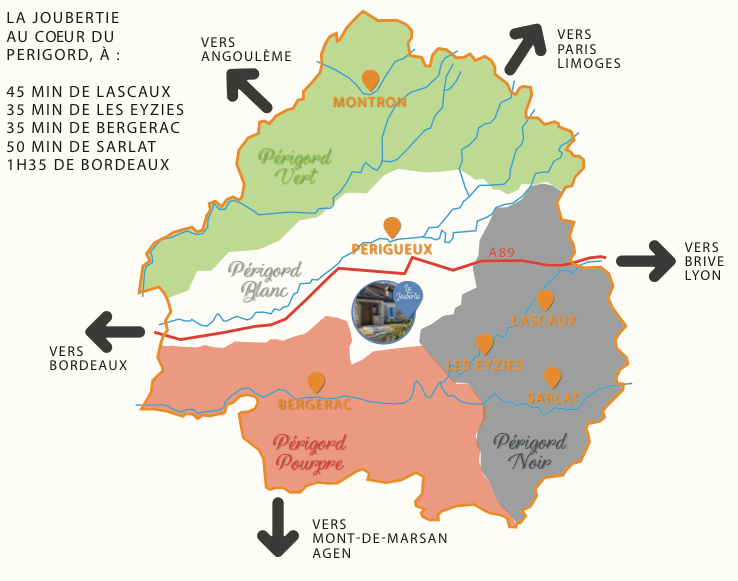 LA JOUBERTIE
AU COEUR DU
PERIGORD, À :
45 MIN DE LASCAUX
35 MIN DE LES EYZIES
35 MIN DE BERGERAC
50 MIN DE SARLAT
1H35 DE BORDEAUX
VERS
ANGOULÈME
VERS
PARIS
LIMOGES
MONTRON
Périgord
Vert
PERIGUEUX
A89
VERS
BRIVE
LYON
Périgord
Blanc
La
Joubertie
LASCAUX
VERS
BORDEAUX
LES EYZIES
BERGERAC
SARLAT
Périgord
Pourpre
Périgord
Noir
VERS
MONT-DE-MARSAN
AGEN